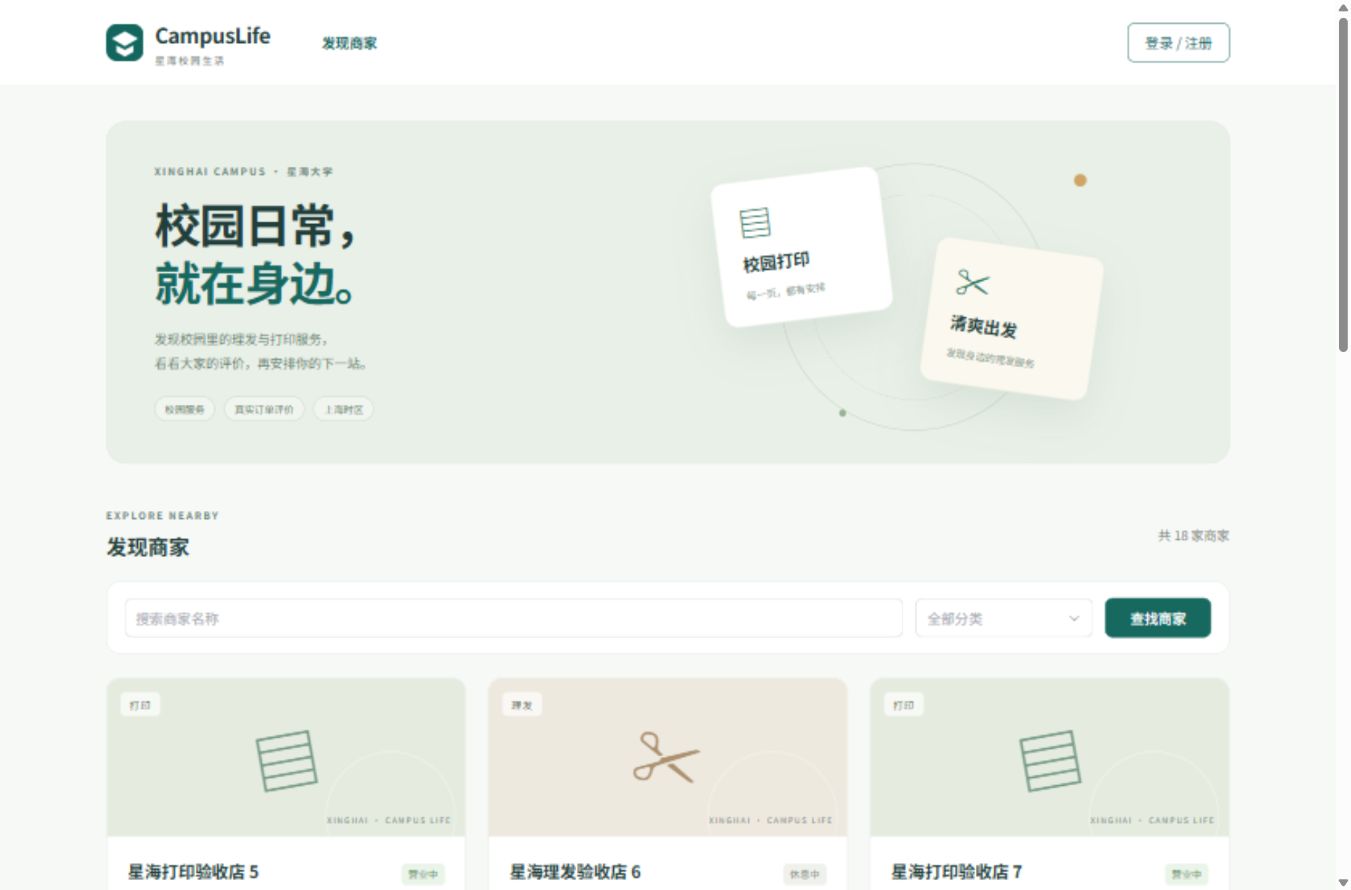 CampusLife
星海校园生活
发现商家
登录 / 注册
XINGHAI CAMPUS · 星海大学
校园日常，
就在身边。
发现校园里的理发与打印服务，
看看大家的评价，再安排你的下一站。
校园服务
真实订单评价
上海时区
校园打印
每一页，都有安排
清爽出发
发现身边的理发服务
EXPLORE NEARBY
发现商家
共 18 家商家
搜索商家名称
全部分类
查找商家
打印
XINGHAI · CAMPUS LIFE
星海打印验收店 5
营业中
理发
XINGHAI · CAMPUS LIFE
星海理发验收店 6
休息中
打印
XINGHAI · CAMPUS LIFE
星海打印验收店 7
营业中